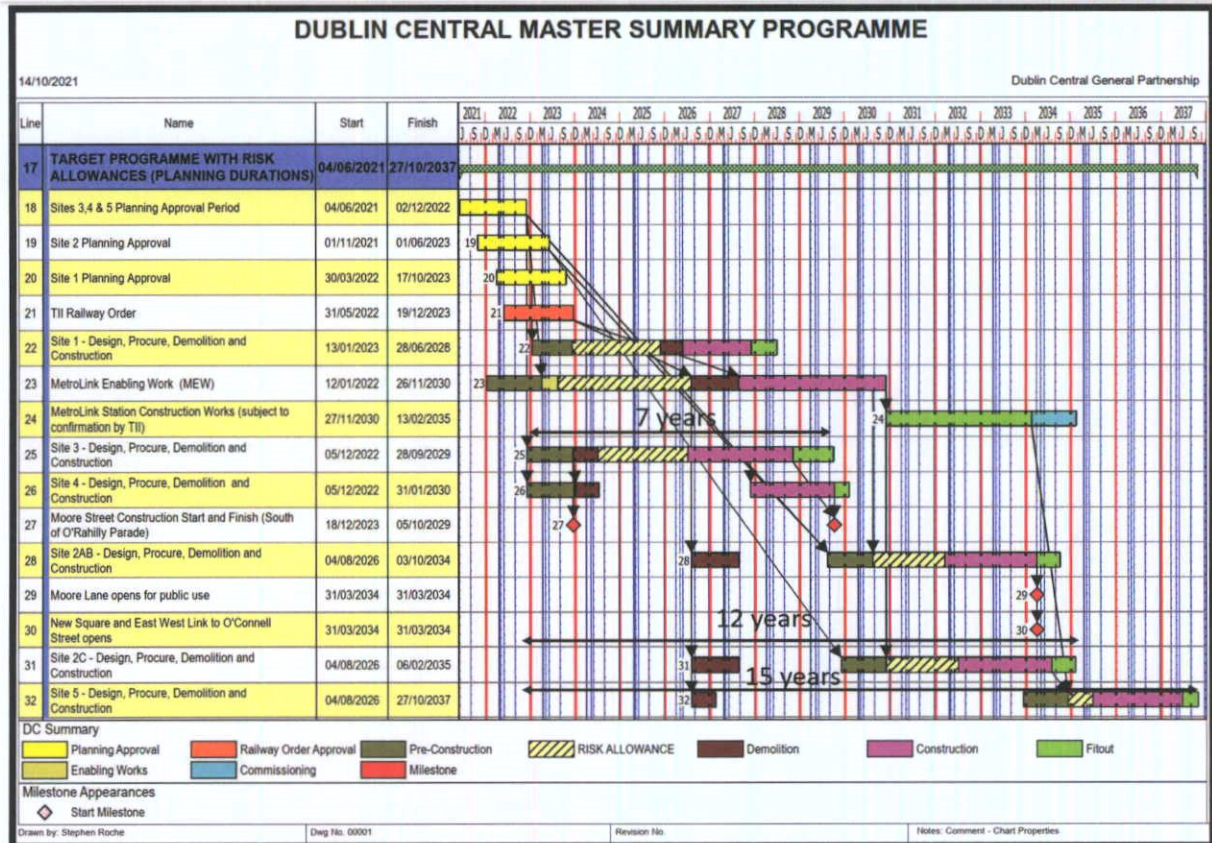 DUBLIN CENTRAL MASTER SUMMARY PROGRAMME
14/10/2021 Dublin Central General Partnership
Line Name Start Finish 2021 2022 2023 2024 2025 2026 2027 2028 2029 2030 2031 2032 2033 2034 2035 2036 2037
J S D M J S D M J S D M J S D M J S D M J S D M J S D M J S D M J S D M J S D M J S D M J S D M J S D M J S D M J S D M J S D M J S
17 TARGET PROGRAMME WITH RISK 04/06/2021 27/10/2037
ALLOWANCES (PLANNING DURATIONS)
18 Sites 3,4 & 5 Planning Approval Period 04/06/2021 02/12/2022
19 Site 2 Planning Approval 01/11/2021 01/06/2023 19
20 Site 1 Planning Approval 30/03/2022 17/10/2023 20
21 TII Railway Order 31/05/2022 19/12/2023 21
22 Site 1 - Design, Procure, Demolition and 13/01/2023 28/06/2028 22
Construction
23 MetroLink Enabling Work (MEW) 12/01/2022 26/11/2030 23
24 MetroLink Station Construction Works (subject to 27/11/2030 13/02/2035 24
confirmation by TII)
7 years
25 Site 3 - Design, Procure, Demolition and 05/12/2022 28/09/2029 25
Construction
26 Site 4 - Design, Procure, Demolition and 05/12/2022 31/01/2030 26
Construction
27 Moore Street Construction Start and Finish (South 18/12/2023 05/10/2029 27
of O'Rahilly Parade)
28 Site 2AB - Design, Procure, Demolition and 04/08/2026 03/10/2034 28
Construction
29 Moore Lane opens for public use 31/03/2034 31/03/2034 29
30 New Square and East West Link to O'Connell 31/03/2034 31/03/2034 30
Street opens
12 years
31 Site 2C - Design, Procure, Demolition and 04/08/2026 06/02/2035 31
Construction
15 years
32 Site 5 - Design, Procure, Demolition and 04/08/2026 27/10/2037 32
Construction
DC Summary
Planning Approval Railway Order Approval Pre-Construction RISK ALLOWANCE Demolition Construction Fitout
Enabling Works Commissioning Milestone
Milestone Appearances
Start Milestone
Drawn by: Stephen Roche Dwg No. 00001 Revision No. Notes: Comment - Chart Properties